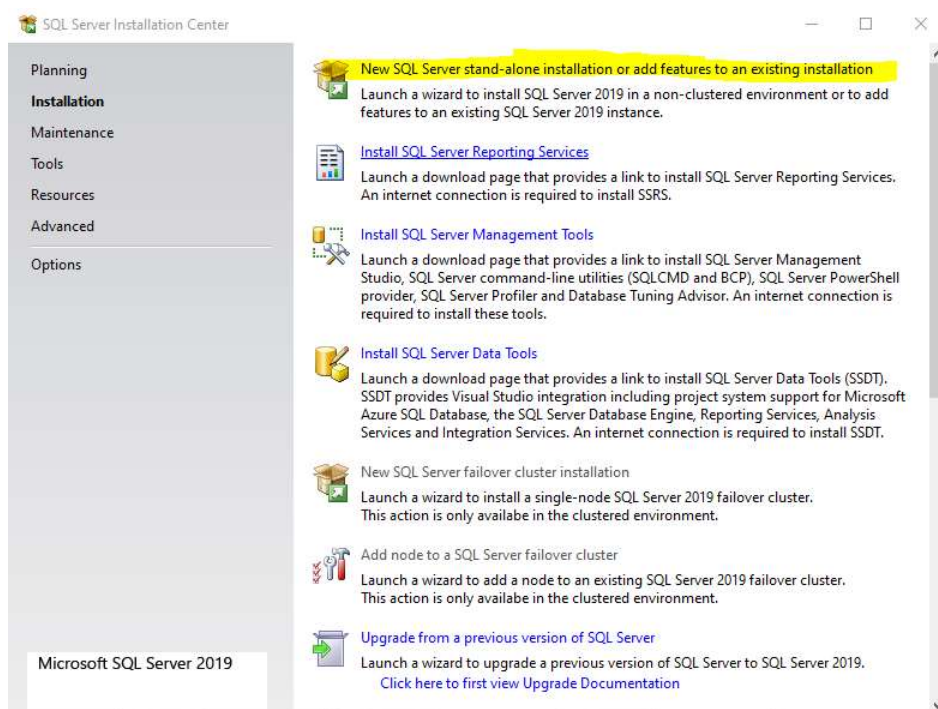 SQL Server Installation Center
Planning
Installation
Maintenance
Tools
Resources
Advanced
Options
Microsoft SQL Server 2019
New SQL Server stand-alone installation or add features to an existing installation
Launch a wizard to install SQL Server 2019 in a non-clustered environment or to add
features to an existing SQL Server 2019 instance.
Install SQL Server Reporting Services
Launch a download page that provides a link to install SQL Server Reporting Services.
An internet connection is required to install SSRS.
Install SQL Server Management Tools
Launch a download page that provides a link to install SQL Server Management
Studio, SQL Server command-line utilities (SQLCMD and BCP), SQL Server PowerShell
provider, SQL Server Profiler and Database Tuning Advisor. An internet connection is
required to install these tools.
Install SQL Server Data Tools
Launch a download page that provides a link to install SQL Server Data Tools (SSDT).
SSDT provides Visual Studio integration including project system support for Microsoft
Azure SQL Database, the SQL Server Database Engine, Reporting Services, Analysis
Services and Integration Services. An internet connection is required to install SSDT.
New SQL Server failover cluster installation
Launch a wizard to install a single-node SQL Server 2019 failover cluster.
This action is only availabe in the clustered environment.
Add node to a SQL Server failover cluster
Launch a wizard to add a node to an existing SQL Server 2019 failover cluster.
This action is only availabe in the clustered environment.
Upgrade from a previous version of SQL Server
Launch a wizard to upgrade a previous version of SQL Server to SQL Server 2019.
Click here to first view Upgrade Documentation